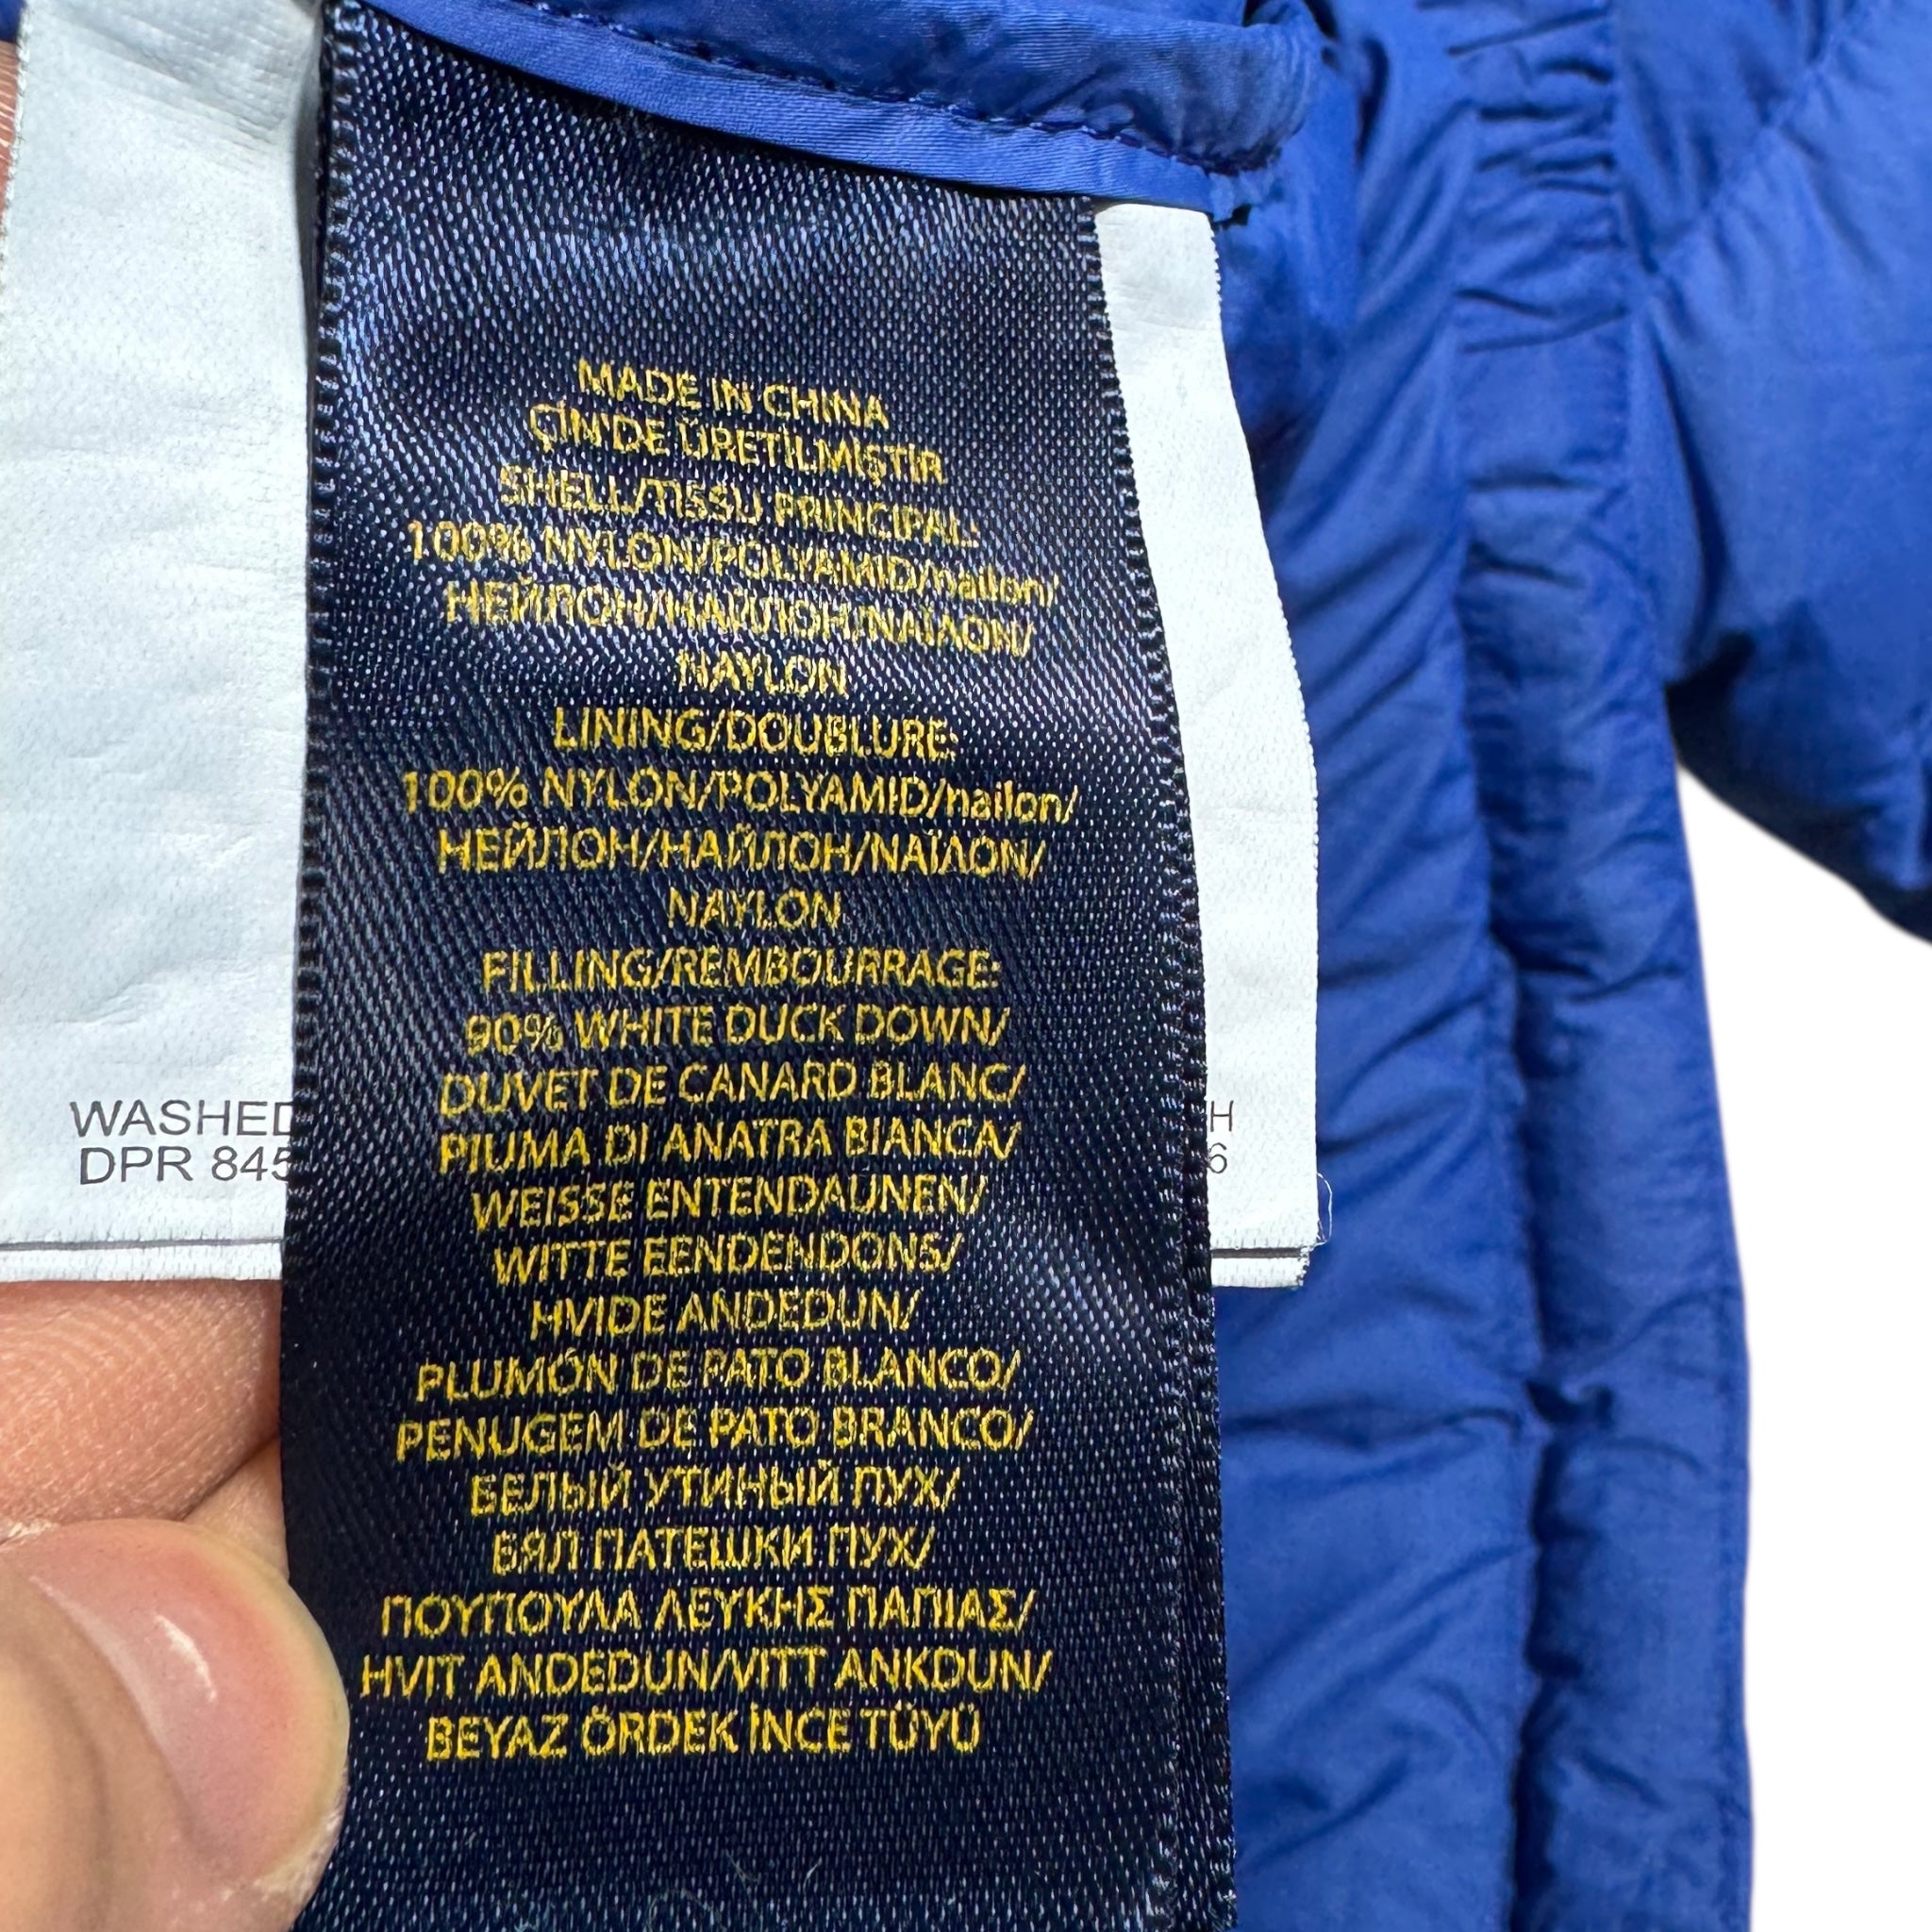 MADE IN CHINA
ÇİN'DE ÜRETİLMİŞTİR
SHELL/TISSU PRINCIPAL:
100% NYLON/POLYAMID/nailon/
НЕЙЛОН/НАЙЛОН/ΝΑΪΛΟΝ/
NAYLON
LINING/DOUBLURE:
100% NYLON/POLYAMID/nailon/
НЕЙЛОН/НАЙЛОН/ΝΑΪΛΟΝ/
NAYLON
FILLING/REMBOURRAGE:
90% WHITE DUCK DOWN/
DUVET DE CANARD BLANC/
PIUMA DI ANATRA BIANCA/
WEISSE ENTENDAUNEN/
WITTE EENDENDONS/
HVIDE ANDEDUN/
PLUMÓN DE PATO BLANCO/
PENUGEM DE PATO BRANCO/
БЕЛЫЙ УТИНЫЙ ПУХ/
БЯЛ ПАТЕШКИ ПУХ/
ΠΟΥΠΟΥΛΑ ΛΕΥΚΗΣ ΠΑΠΙΑΣ/
HVIT ANDEDUN/VITT ANKDUN/
BEYAZ ÖRDEK İNCE TÜYÜ
WASHED H
DPR 845 6